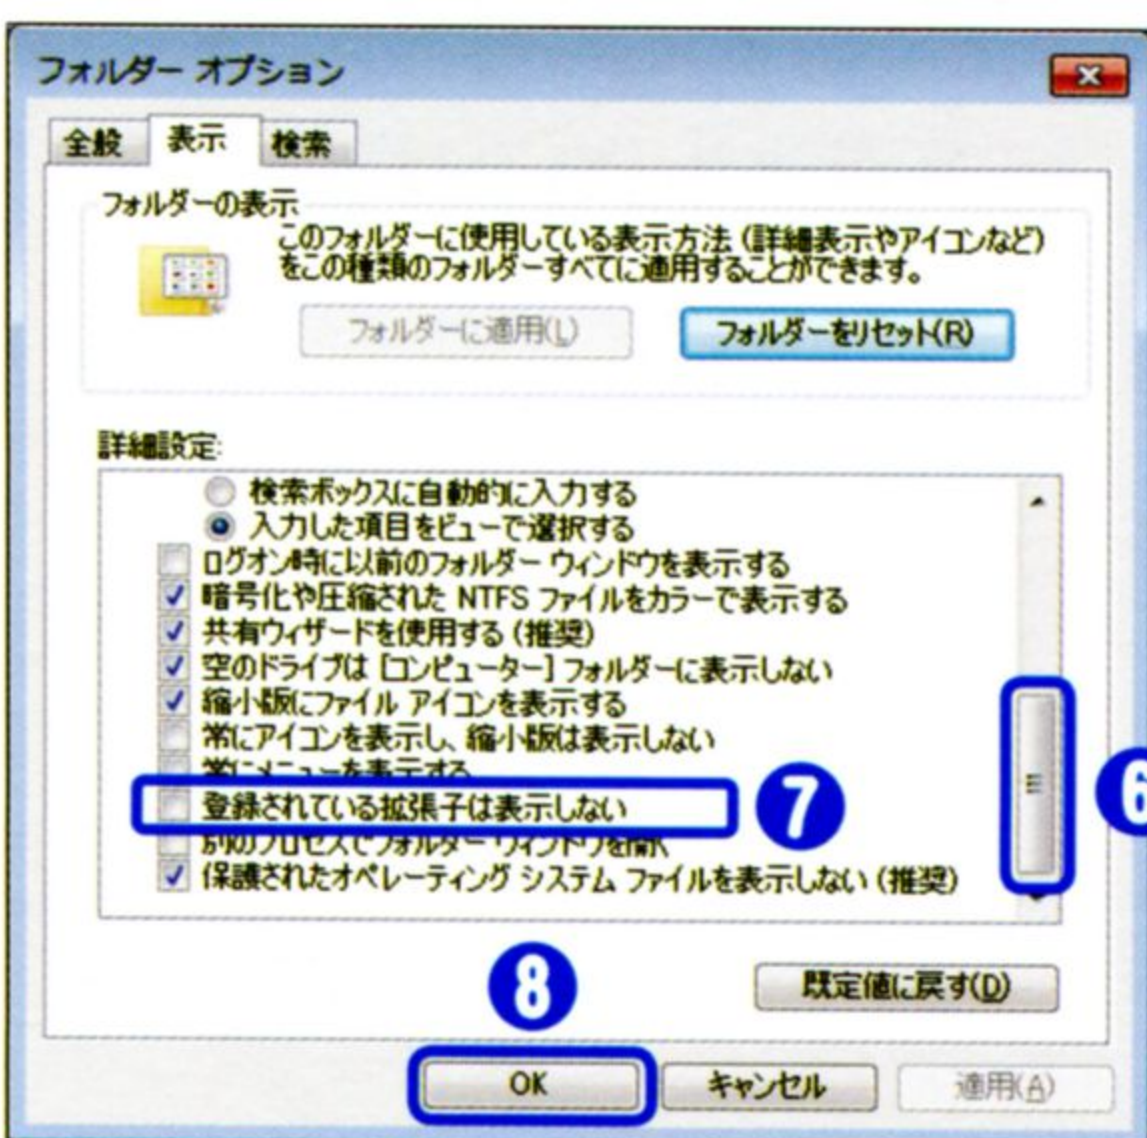 フォルダー オプション
全般 表示 検索
フォルダーの表示
このフォルダーに使用している表示方法 (詳細表示やアイコンなど)
をこの種類のフォルダーすべてに適用することができます。
フォルダーに適用(L) フォルダーをリセット(R)
詳細設定:
検索ボックスに自動的に入力する
入力した項目をビューで選択する
ログオン時に以前のフォルダー ウィンドウを表示する
暗号化や圧縮された NTFS ファイルをカラーで表示する
共有ウィザードを使用する (推奨)
空のドライブは [コンピューター] フォルダーに表示しない
縮小版にファイル アイコンを表示する
常にアイコンを表示し、縮小版は表示しない
常にメニューを表示する
登録されている拡張子は表示しない
別のプロセスでフォルダー ウィンドウを開く
保護されたオペレーティング システム ファイルを表示しない (推奨)
6
7
8
既定値に戻す(D)
OK キャンセル 適用(A)